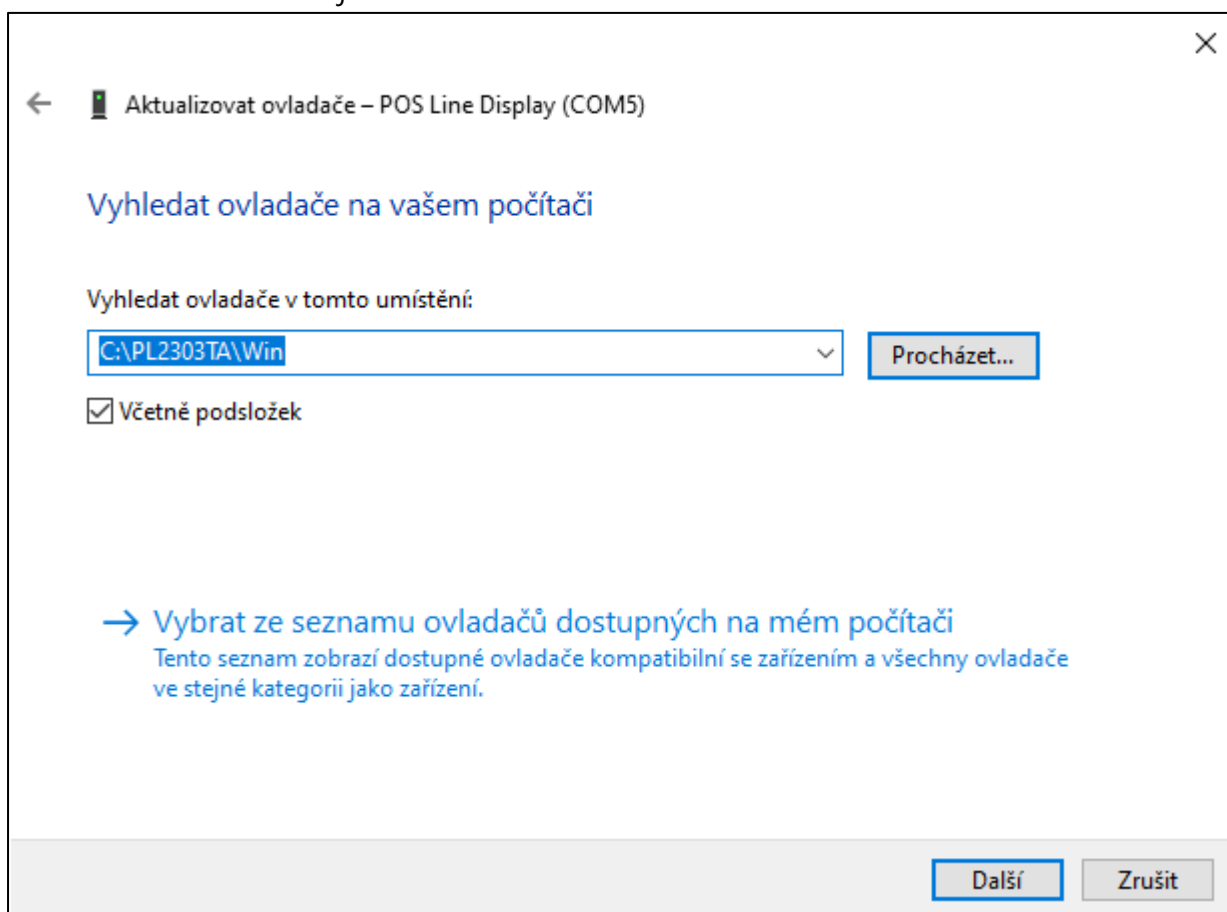 Aktualizovat ovladače – POS Line Display (COM5)
Vyhledat ovladače na vašem počítači
Vyhledat ovladače v tomto umístění:
C:\PL2303TA\Win
Procházet...
Včetně podsložek
Vybrat ze seznamu ovladačů dostupných na mém počítači
Tento seznam zobrazí dostupné ovladače kompatibilní se zařízením a všechny ovladače
ve stejné kategorii jako zařízení.
Další
Zrušit